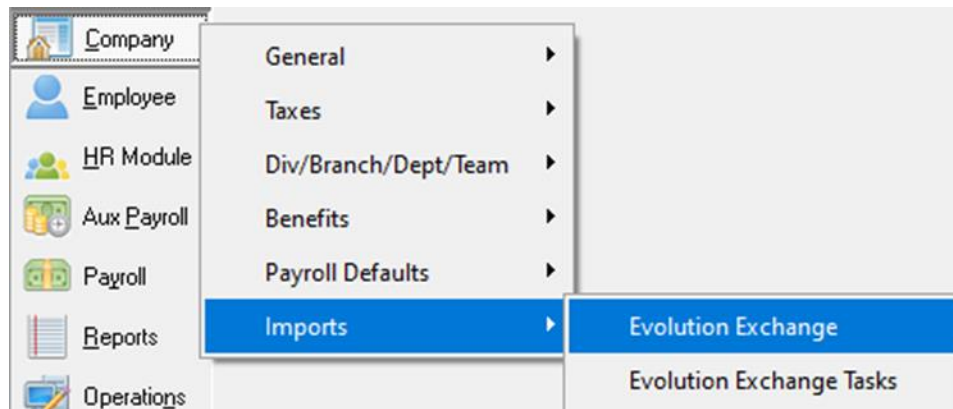 Company
Employee
HR Module
Aux Payroll
Payroll
Reports
Operations
General
Taxes
Div/Branch/Dept/Team
Benefits
Payroll Defaults
Imports
Evolution Exchange
Evolution Exchange Tasks